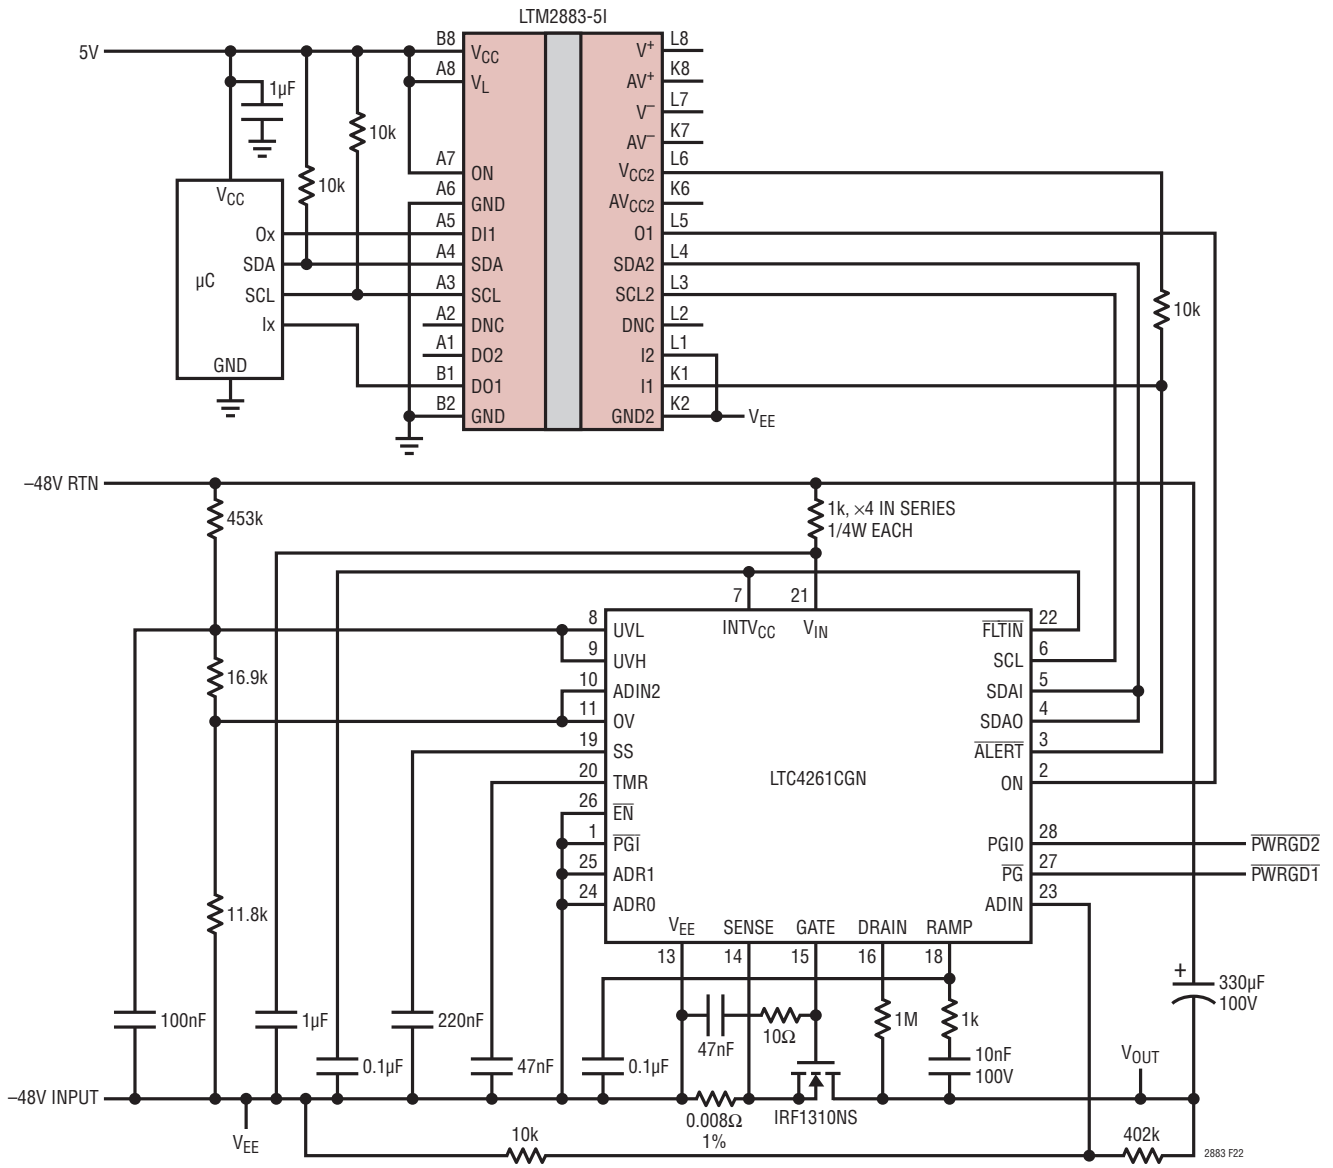 LTM2883-5I
5V
B8 VCC
A8 VL
A7 ON
A6 GND
A5 DI1
A4 SDA
A3 SCL
A2 DNC
A1 DO2
B1 DO1
B2 GND
V+ L8
AV+ K8
V− L7
AV− K7
VCC2 L6
AVCC2 K6
O1 L5
SDA2 L4
SCL2 L3
DNC L2
I2 L1
I1 K1
GND2 K2
VEE
1µF
10k
10k
10k
VCC
µC
Ox
SDA
SCL
Ix
GND
–48V RTN
453k
16.9k
11.8k
1k, ×4 IN SERIES
1/4W EACH
7 INTVCC
21 VIN
8 UVL
9 UVH
10 ADIN2
11 OV
19 SS
20 TMR
26 EN
1 PGI
25 ADR1
24 ADR0
LTC4261CGN
FLTIN 22
SCL 6
SDAI 5
SDAO 4
ALERT 3
ON 2
PGI0 28
PG 27
ADIN 23
PWRGD2
PWRGD1
VEE 13
SENSE 14
GATE 15
DRAIN 16
RAMP 18
100nF
1µF
0.1µF
220nF
47nF
0.1µF
47nF
10Ω
1M
1k
10nF
100V
+
330µF
100V
VOUT
–48V INPUT
VEE
0.008Ω
1%
IRF1310NS
10k
402k
2883 F22